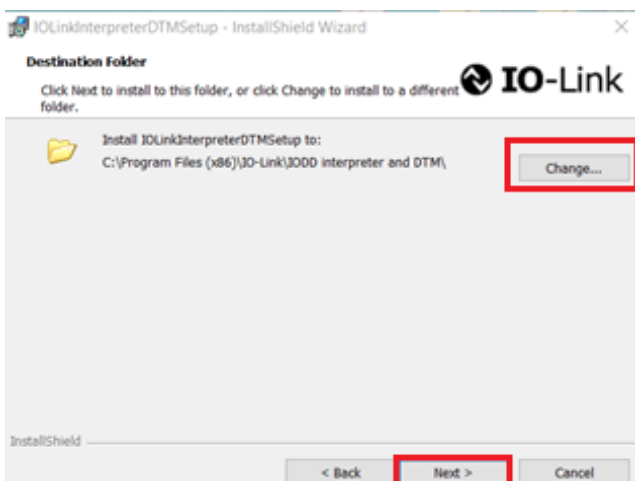 IOLinkInterpreterDTMSetup - InstallShield Wizard
Destination Folder
Click Next to install to this folder, or click Change to install to a different
folder.
IO-Link
Install IOLinkInterpreterDTMSetup to:
C:\Program Files (x86)\IO-Link\IODD interpreter and DTM\
Change...
InstallShield
< Back
Next >
Cancel